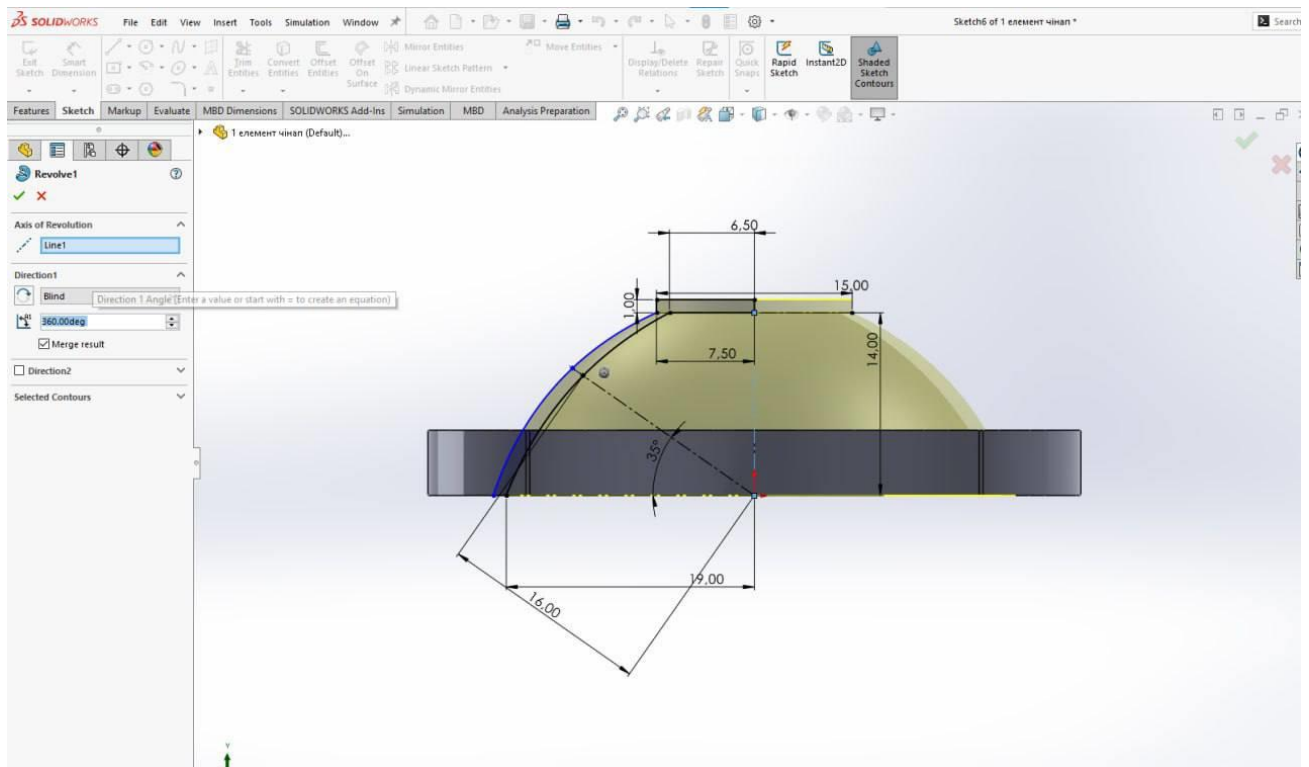 SOLIDWORKS File Edit View Insert Tools Simulation Window Sketch6 of 1 елемент чінап * Search
Exit Sketch
Smart Dimension
Trim Entities
Convert Entities
Offset Entities
Offset On Surface
Mirror Entities
Linear Sketch Pattern
Dynamic Mirror Entities
Move Entities
Display/Delete Relations
Repair Sketch
Quick Snaps
Rapid Sketch
Instant2D
Shaded Sketch Contours
Features Sketch Markup Evaluate MBD Dimensions SOLIDWORKS Add-Ins Simulation MBD Analysis Preparation
1 елемент чінап (Default)...
Revolve1
Axis of Revolution
Line1
Direction1
Blind
Direction 1 Angle (Enter a value or start with = to create an equation)
360.00deg
Merge result
Direction2
Selected Contours
6,50
15,00
1,00
7,50
14,00
35°
19,00
16,00
Y